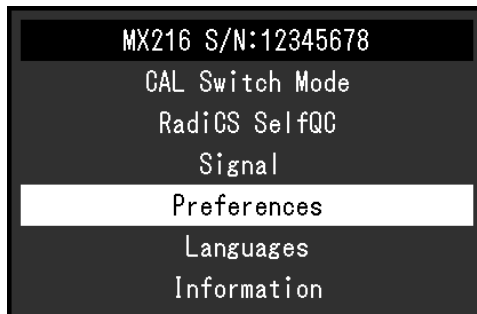 MX216 S/N:12345678
CAL Switch Mode
RadiCS SelfQC
Signal
Preferences
Languages
Information